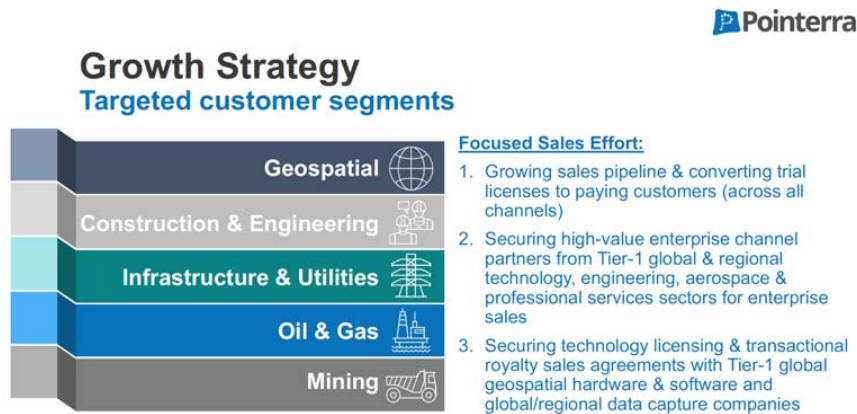 Pointerra
Growth Strategy
Targeted customer segments
Geospatial
Construction & Engineering
Infrastructure & Utilities
Oil & Gas
Mining
Focused Sales Effort:
1. Growing sales pipeline & converting trial
licenses to paying customers (across all
channels)
2. Securing high-value enterprise channel
partners from Tier-1 global & regional
technology, engineering, aerospace &
professional services sectors for enterprise
sales
3. Securing technology licensing & transactional
royalty sales agreements with Tier-1 global
geospatial hardware & software and
global/regional data capture companies